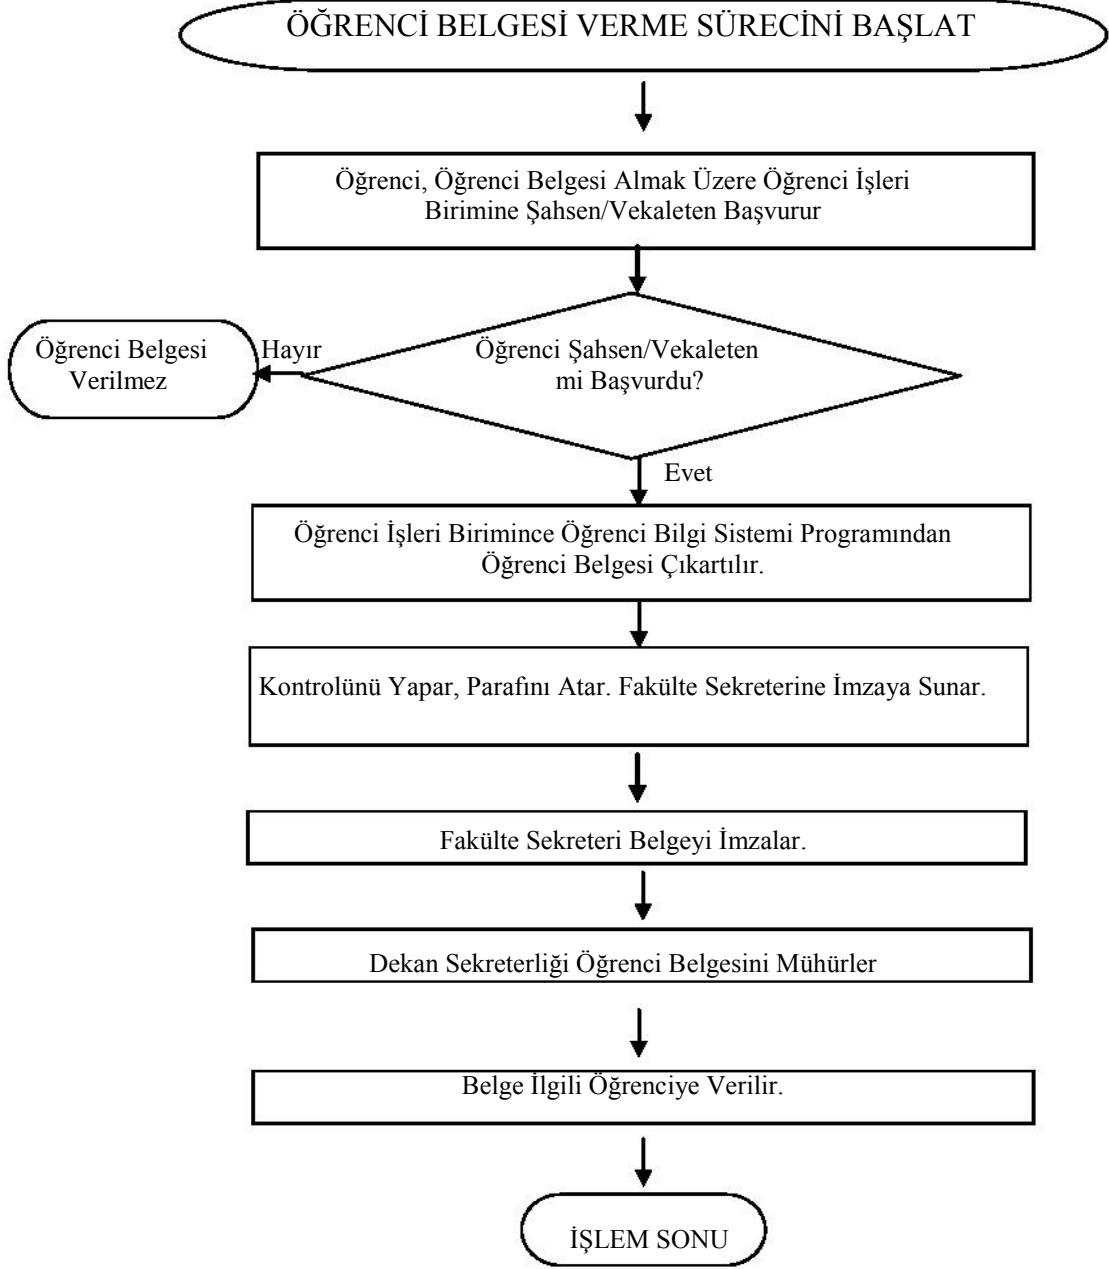 ÖĞRENCİ BELGESİ VERME SÜRECİNİ BAŞLAT
Öğrenci, Öğrenci Belgesi Almak Üzere Öğrenci İşleri
Birimine Şahsen/Vekaleten Başvurur
Öğrenci Şahsen/Vekaleten
mi Başvurdu?
Hayır
Öğrenci Belgesi
Verilmez
Evet
Öğrenci İşleri Birimince Öğrenci Bilgi Sistemi Programından
Öğrenci Belgesi Çıkartılır.
Kontrolünü Yapar, Parafını Atar. Fakülte Sekreterine İmzaya Sunar.
Fakülte Sekreteri Belgeyi İmzalar.
Dekan Sekreterliği Öğrenci Belgesini Mühürler
Belge İlgili Öğrenciye Verilir.
İŞLEM SONU